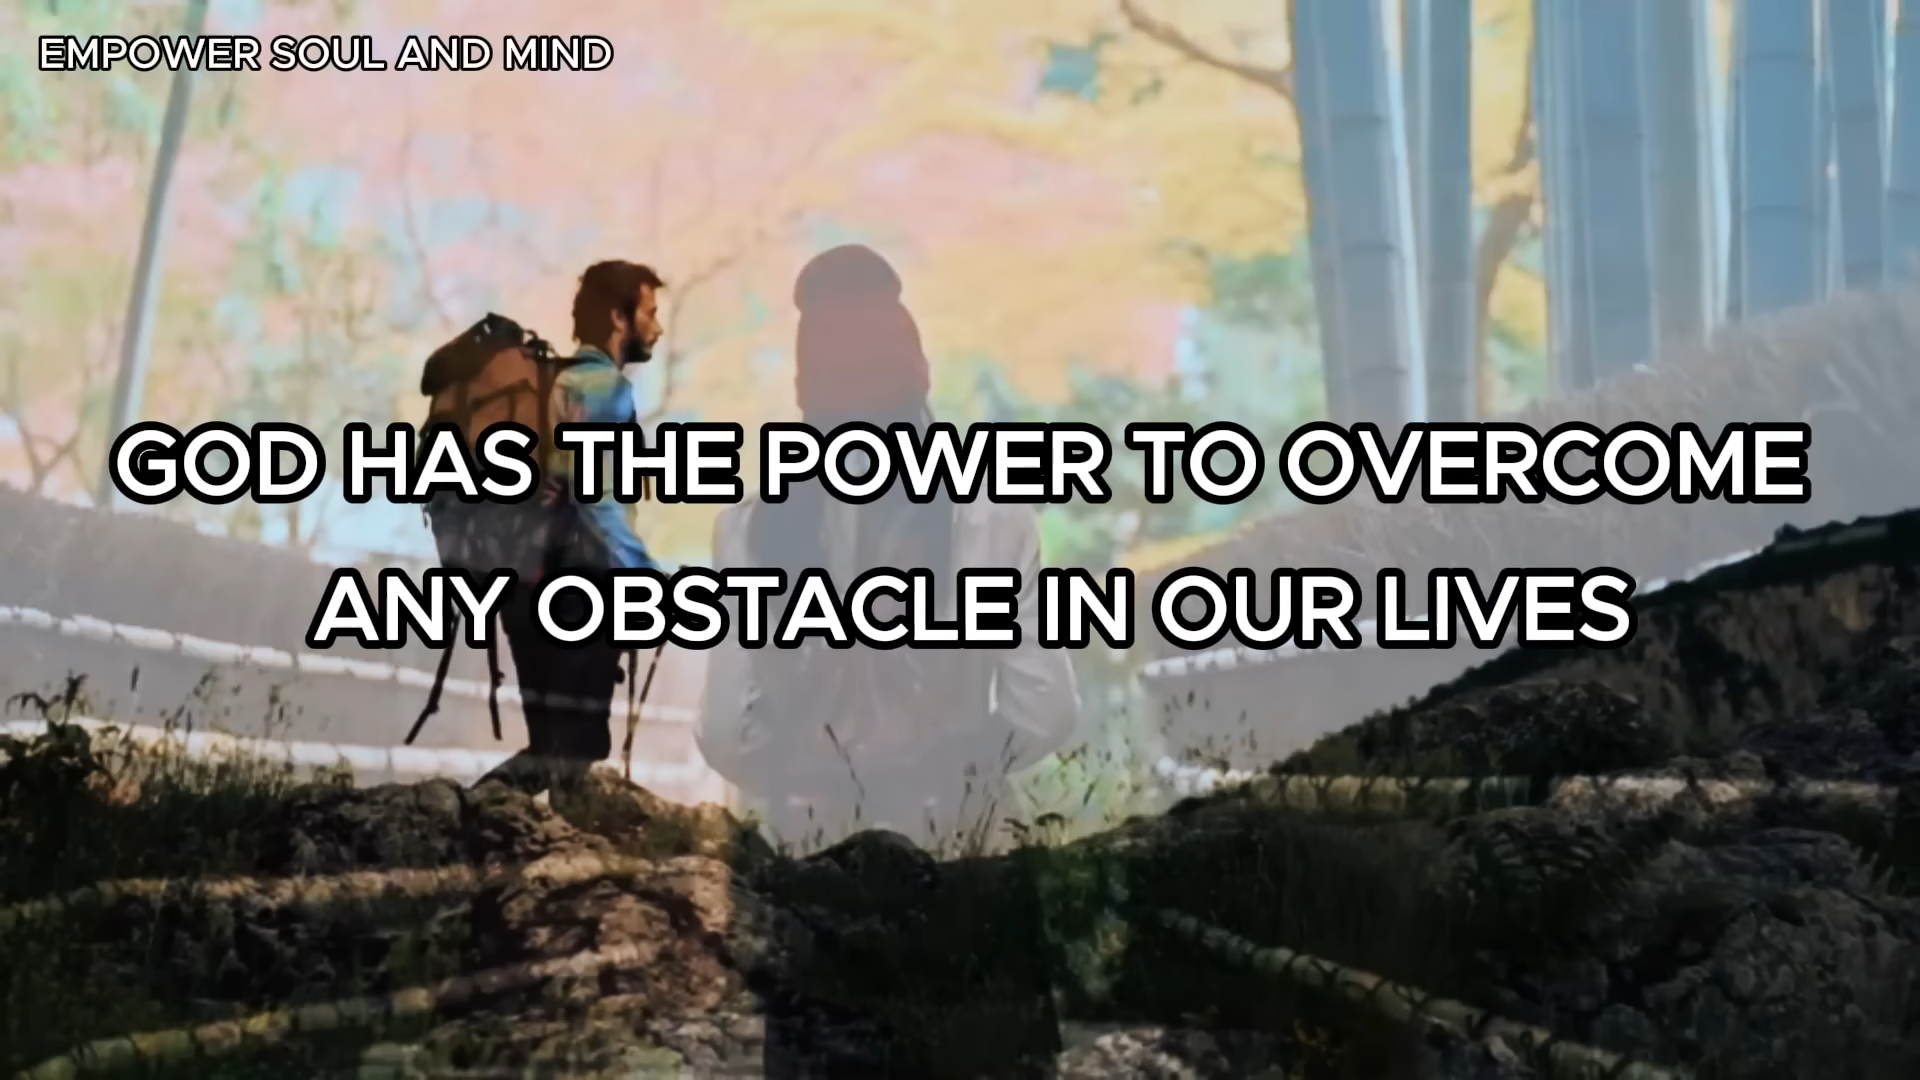 EMPOWER SOUL AND MIND
GOD HAS THE POWER TO OVERCOME
ANY OBSTACLE IN OUR LIVES